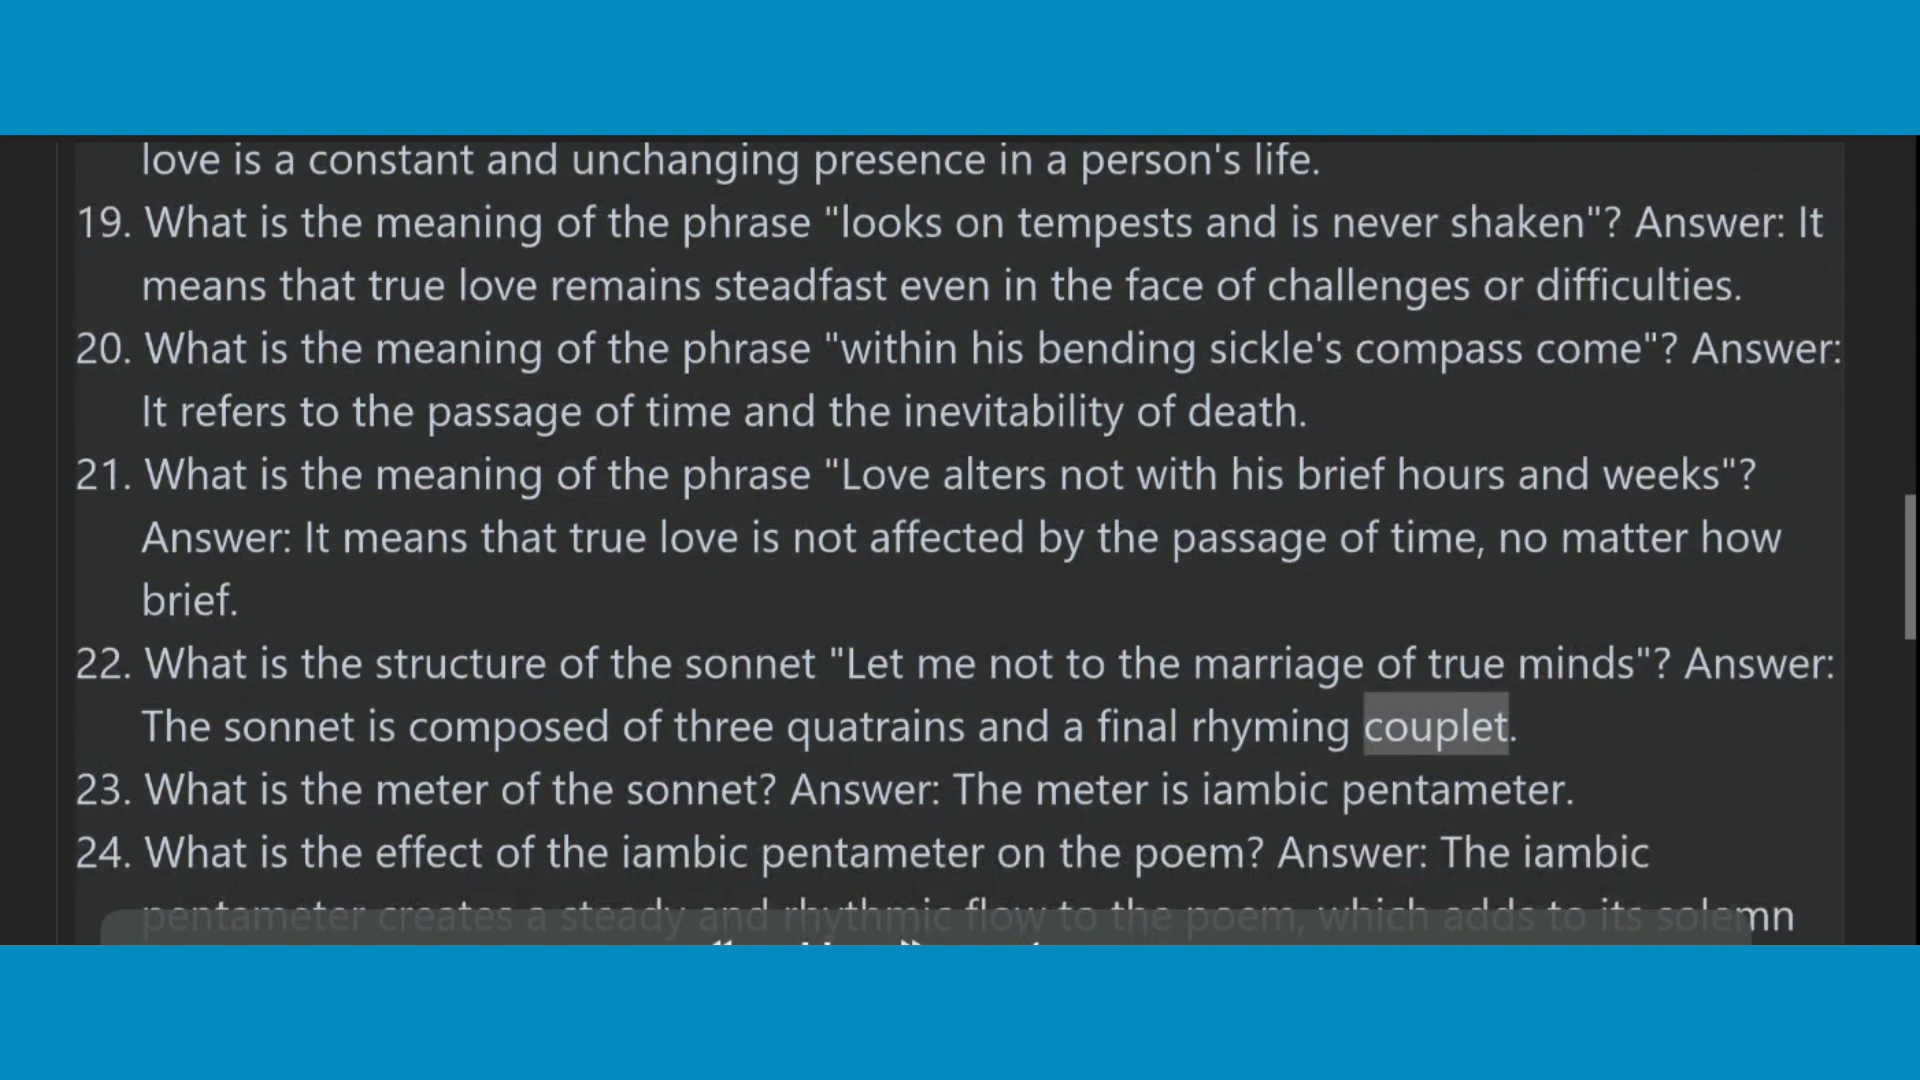 love is a constant and unchanging presence in a person's life.
19. What is the meaning of the phrase "looks on tempests and is never shaken"? Answer: It
means that true love remains steadfast even in the face of challenges or difficulties.
20. What is the meaning of the phrase "within his bending sickle's compass come"? Answer:
It refers to the passage of time and the inevitability of death.
21. What is the meaning of the phrase "Love alters not with his brief hours and weeks"?
Answer: It means that true love is not affected by the passage of time, no matter how
brief.
22. What is the structure of the sonnet "Let me not to the marriage of true minds"? Answer:
The sonnet is composed of three quatrains and a final rhyming couplet.
23. What is the meter of the sonnet? Answer: The meter is iambic pentameter.
24. What is the effect of the iambic pentameter on the poem? Answer: The iambic
pentameter creates a steady and rhythmic flow to the poem, which adds to its solemn